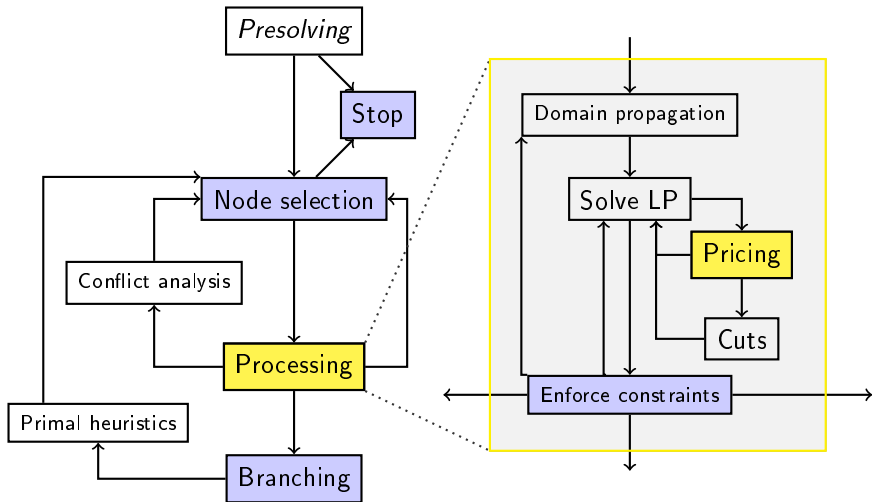 Presolving
Stop
Node selection
Conflict analysis
Processing
Primal heuristics
Branching
Domain propagation
Solve LP
Pricing
Cuts
Enforce constraints